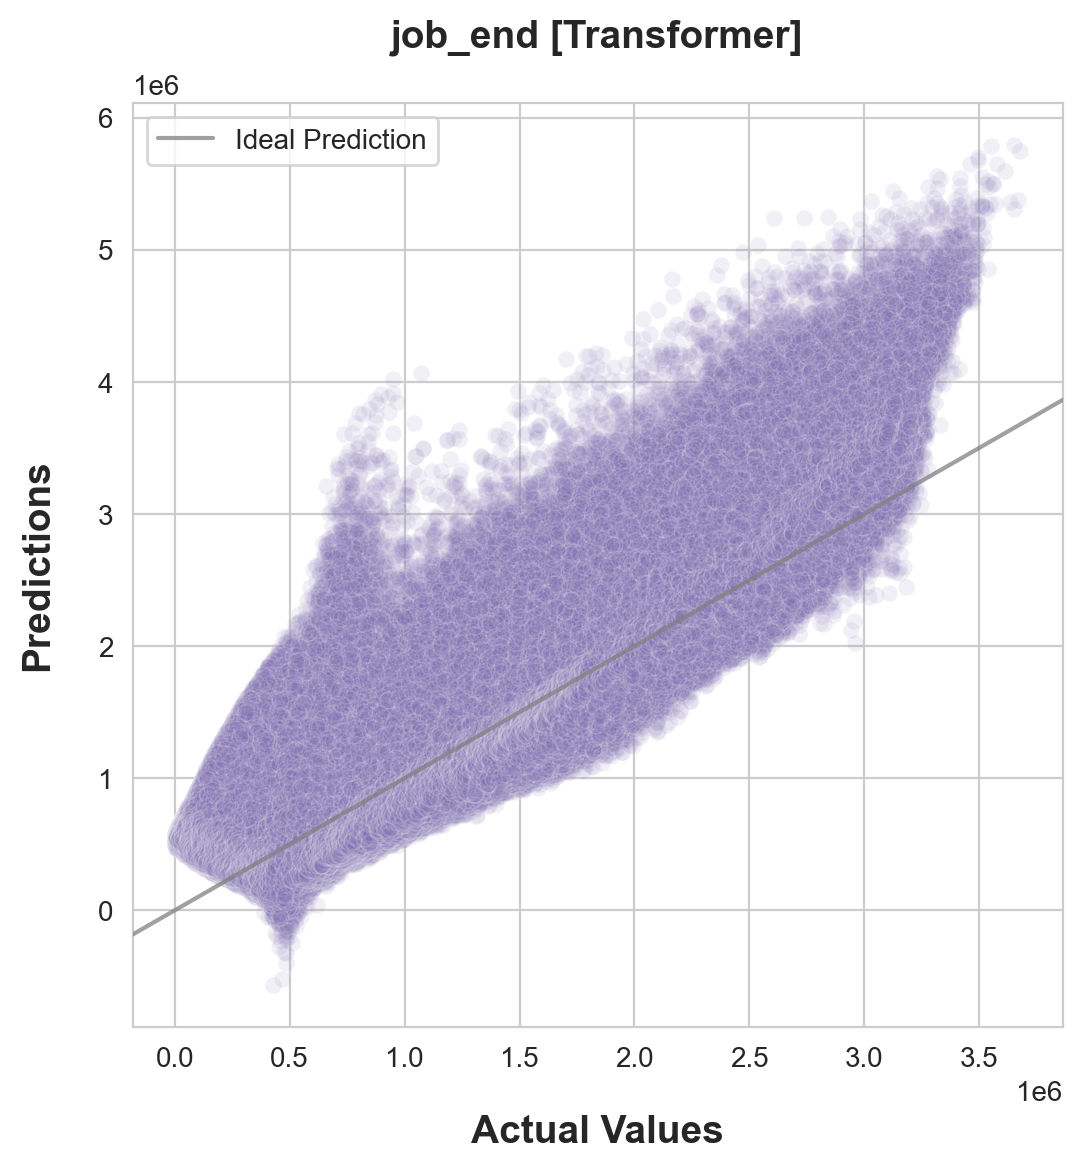 job_end [Transformer]
1e6
Ideal Prediction
6
5
4
3
2
1
0
Predictions
0.0 0.5 1.0 1.5 2.0 2.5 3.0 3.5
1e6
Actual Values